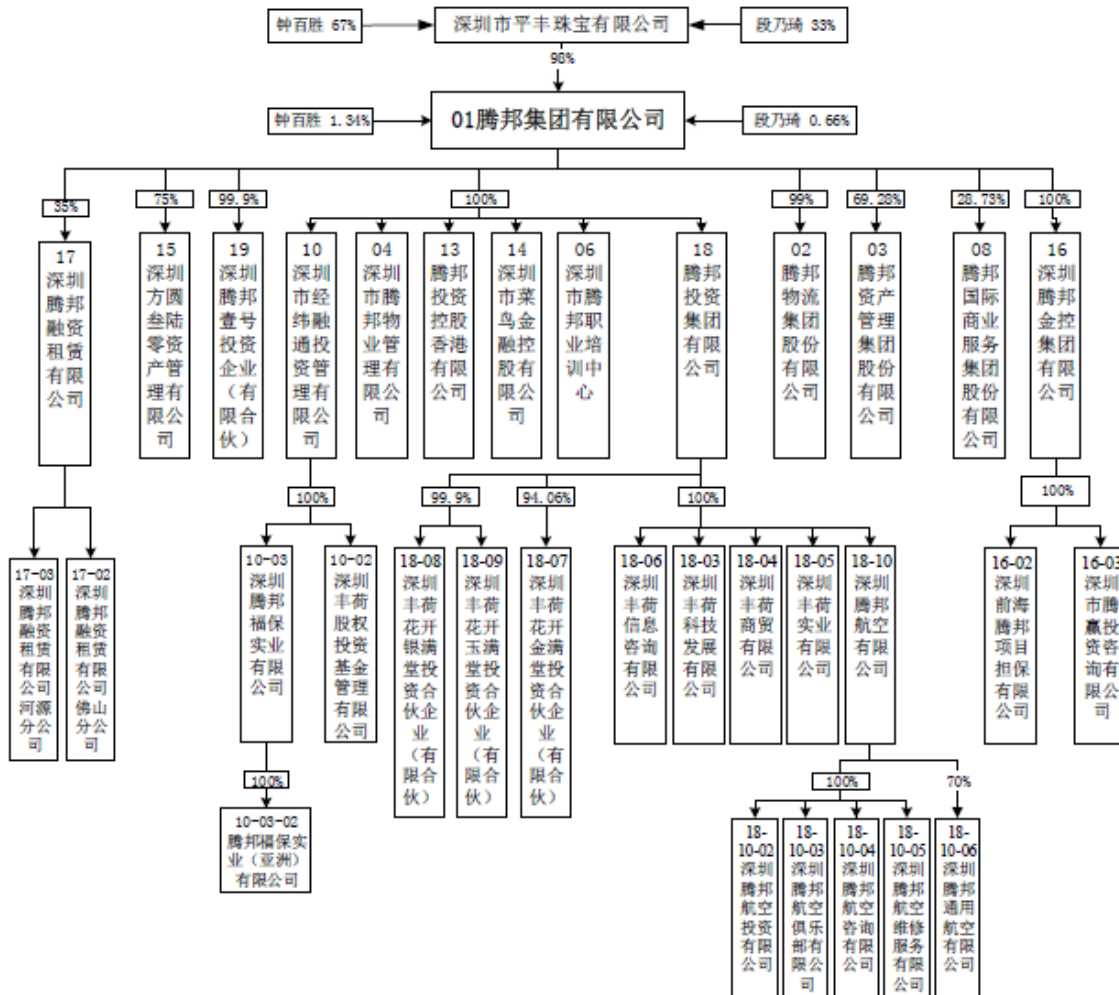 钟百胜 67%
深圳市平丰珠宝有限公司
段乃琦 33%
98%
钟百胜 1.34%
01腾邦集团有限公司
段乃琦 0.66%
35%
75%
99.9%
100%
99%
69.28%
28.73%
100%
17
深圳
腾邦
融资
租赁
有限
公司
15
深圳
方圆
叁陆
零资
产管
理有
限公
司
19
深圳
腾邦
壹号
投资
企业
（有
限合
伙）
10
深圳
市经
纬融
通投
资管
理有
限公
司
04
深圳
市腾
邦物
业管
理有
限公
司
13
腾邦
投资
控股
香港
有限
公司
14
深圳
市菜
鸟金
融控
股有
限公
司
06
深圳
市腾
邦职
业培
训中
心
18
腾邦
投资
集团
有限
公司
02
腾邦
物流
集团
股份
有限
公司
03
腾邦
资产
管理
集团
股份
有限
公司
08
腾邦
国际
商业
服务
集团
股份
有限
公司
16
深圳
腾邦
金控
集团
有限
公司
100%
99.9%
94.06%
100%
100%
17-03
深圳
腾邦
融资
租赁
有限
公司
河源
分公
司
17-02
深圳
腾邦
融资
租赁
有限
公司
佛山
分公
司
10-03
深圳
腾邦
福保
实业
有限
公司
10-02
深圳
丰荷
股权
投资
基金
管理
有限
公司
18-08
深圳
丰荷
花开
银满
堂投
资合
伙企
业
（有
限合
伙）
18-09
深圳
丰荷
花开
玉满
堂投
资合
伙企
业
（有
限合
伙）
18-07
深圳
丰荷
花开
金满
堂投
资合
伙企
业
（有
限合
伙）
18-06
深圳
丰荷
信息
咨询
有限
公司
18-03
深圳
丰荷
科技
发展
有限
公司
18-04
深圳
丰荷
商贸
有限
公司
18-05
深圳
丰荷
实业
有限
公司
18-10
深圳
腾邦
航空
有限
公司
16-02
深圳
前海
腾邦
项目
担保
有限
公司
16-03
深圳
市腾
赢投
资咨
询有
限公
司
100%
10-03-02
腾邦福保实
业（亚洲）
有限公司
100%
70%
18-
10-02
深圳
腾邦
航空
投资
有限
公司
18-
10-03
深圳
腾邦
航空
俱乐
部有
限公
司
18-
10-04
深圳
腾邦
航空
咨询
有限
公司
18-
10-05
深圳
腾邦
航空
维修
服务
有限
公司
18-
10-06
深圳
腾邦
通用
航空
有限
公司